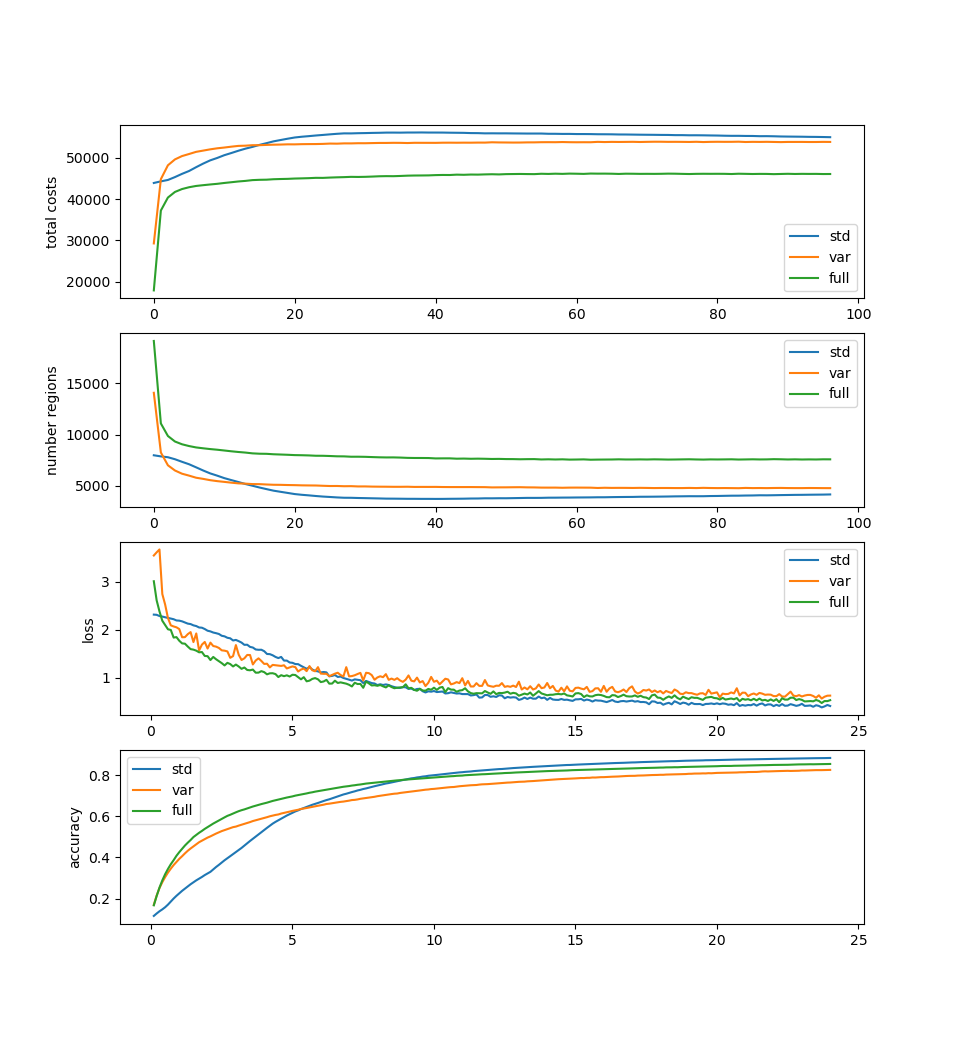 total costs
50000
40000
30000
20000
std
var
full
0 20 40 60 80 100
number regions
15000
10000
5000
std
var
full
0 20 40 60 80 100
loss
3
2
1
std
var
full
0 5 10 15 20 25
accuracy
0.8
0.6
0.4
0.2
std
var
full
0 5 10 15 20 25